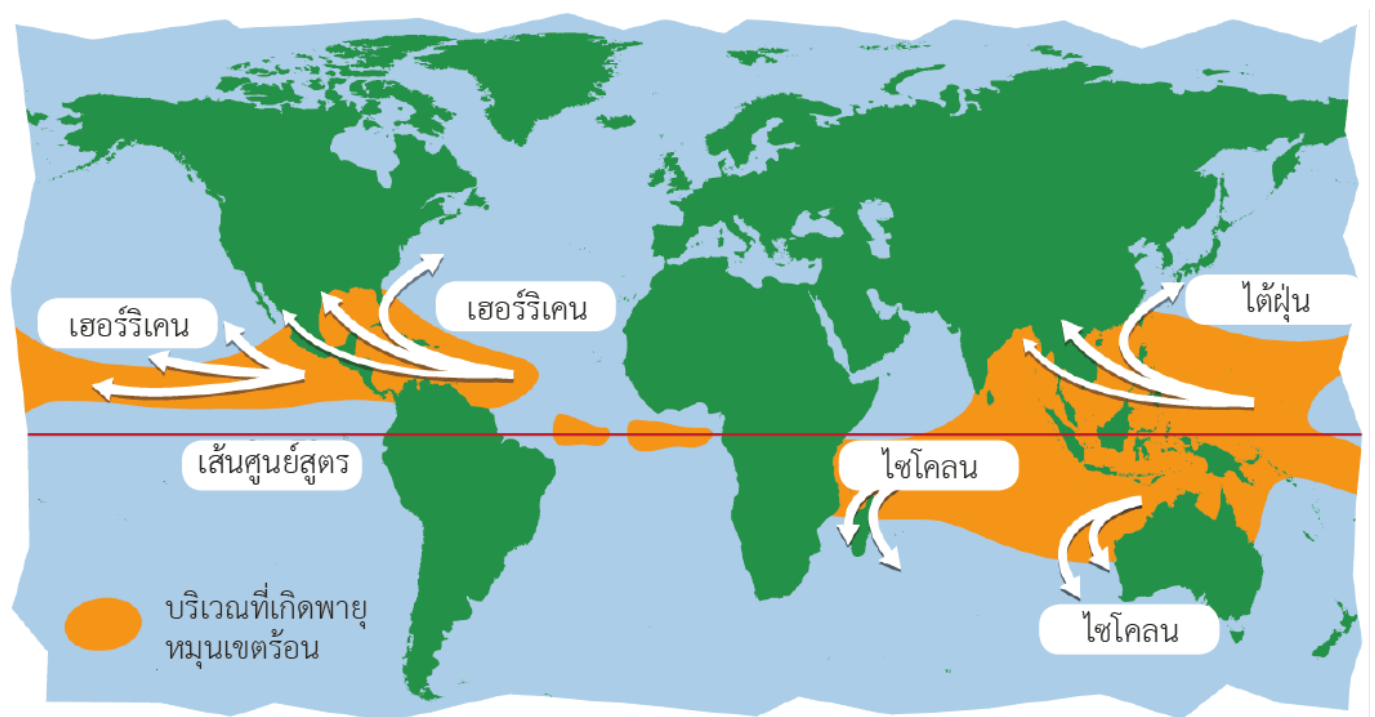 เฮอร์ริเคน
เฮอร์ริเคน
ไต้ฝุ่น
เส้นศูนย์สูตร
ไซโคลน
บริเวณที่เกิดพายุ
หมุนเขตร้อน
ไซโคลน